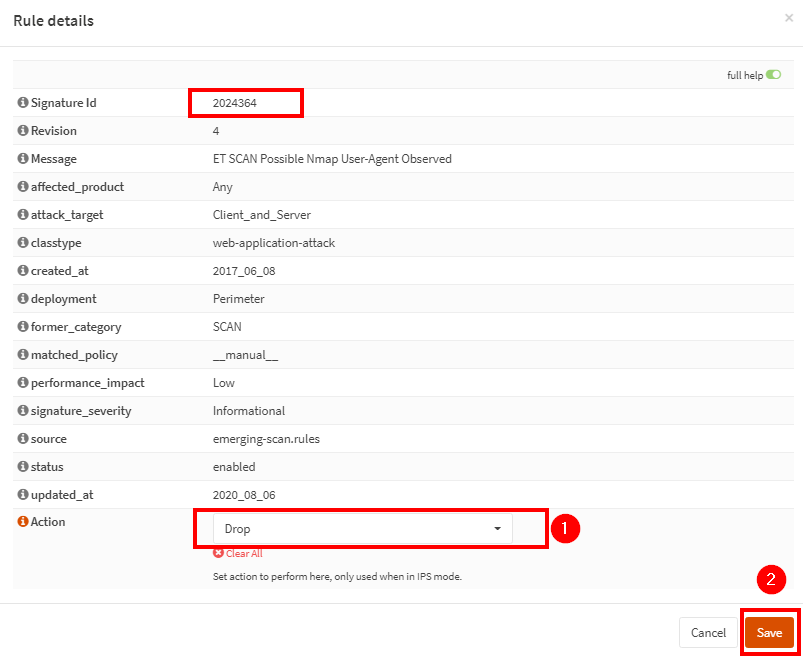 Rule details
×
full help
Signature Id 2024364
Revision 4
Message ET SCAN Possible Nmap User-Agent Observed
affected_product Any
attack_target Client_and_Server
classtype web-application-attack
created_at 2017_06_08
deployment Perimeter
former_category SCAN
matched_policy __manual__
performance_impact Low
signature_severity Informational
source emerging-scan.rules
status enabled
updated_at 2020_08_06
Action Drop 1
Clear All
Set action to perform here, only used when in IPS mode.
2
Cancel Save